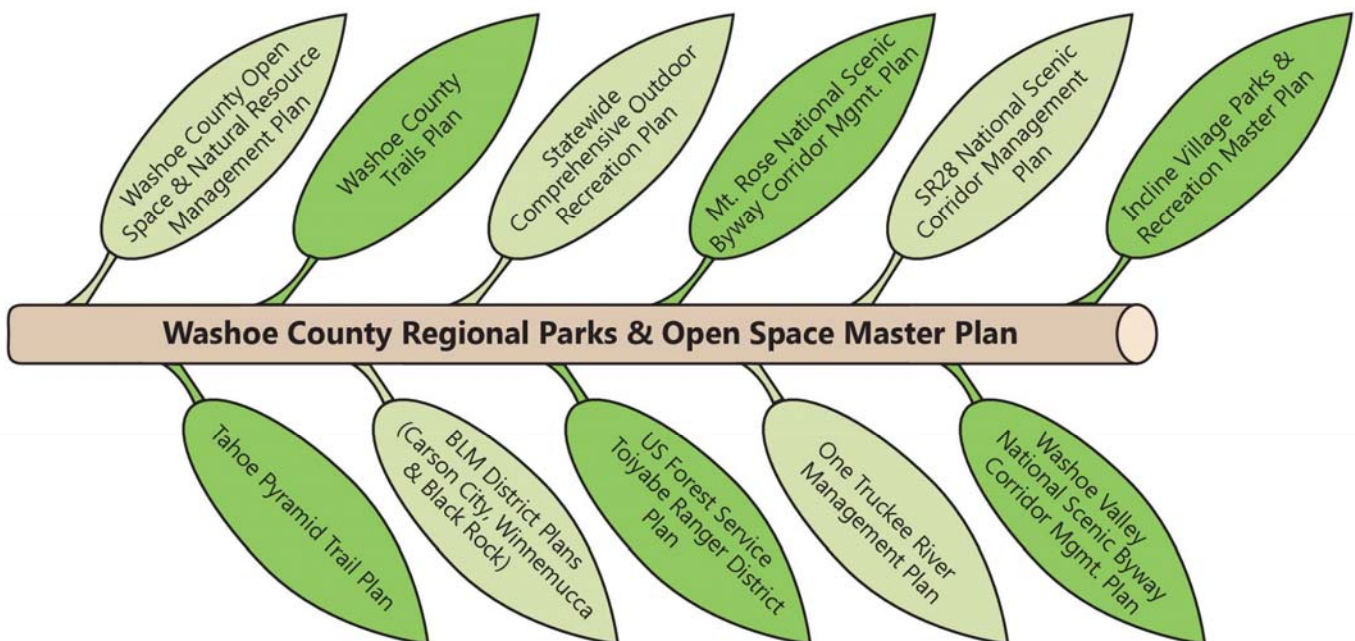 Washoe County Open
Space & Natural Resource
Management Plan
Washoe County
Trails Plan
Statewide
Comprehensive Outdoor
Recreation Plan
Mt. Rose National Scenic
Byway Corridor Mgmt. Plan
SR28 National Scenic
Corridor Management
Plan
Incline Village Parks &
Recreation Master Plan
Washoe County Regional Parks & Open Space Master Plan
Tahoe Pyramid Trail Plan
BLM District Plans
(Carson City, Winnemucca
& Black Rock)
US Forest Service
Toiyabe Ranger District
Plan
One Truckee River
Management Plan
Washoe Valley
National Scenic Byway
Corridor Mgmt. Plan